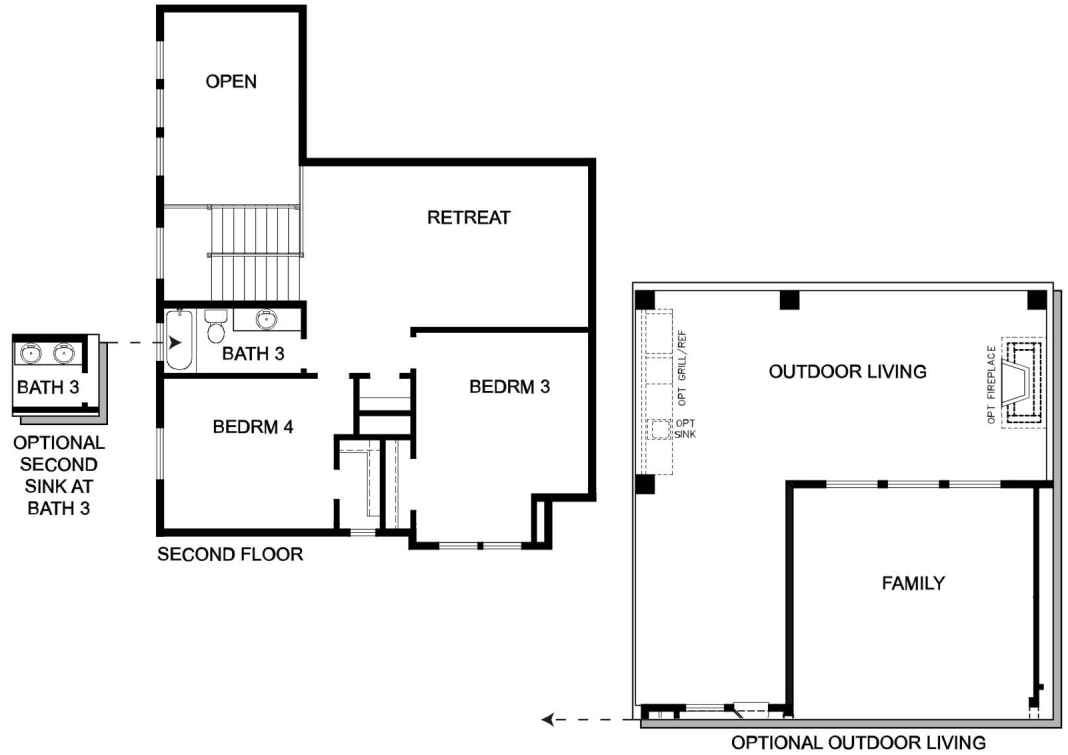 OPEN
RETREAT
BATH 3
BEDRM 3
BEDRM 4
SECOND FLOOR
BATH 3
OPTIONAL
SECOND
SINK AT
BATH 3
OPT GRILL/REF
OPT
SINK
OUTDOOR LIVING
OPT FIREPLACE
FAMILY
OPTIONAL OUTDOOR LIVING